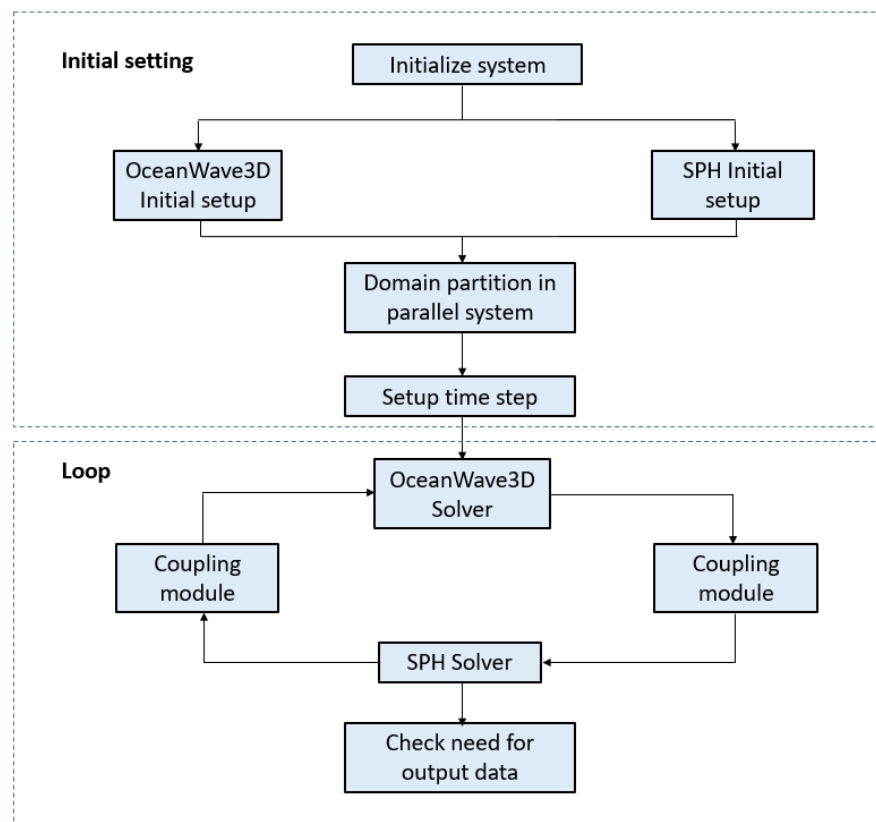 Initial setting
Initialize system
OceanWave3D
Initial setup
SPH Initial
setup
Domain partition in
parallel system
Setup time step
Loop
OceanWave3D
Solver
Coupling
module
Coupling
module
SPH Solver
Check need for
output data